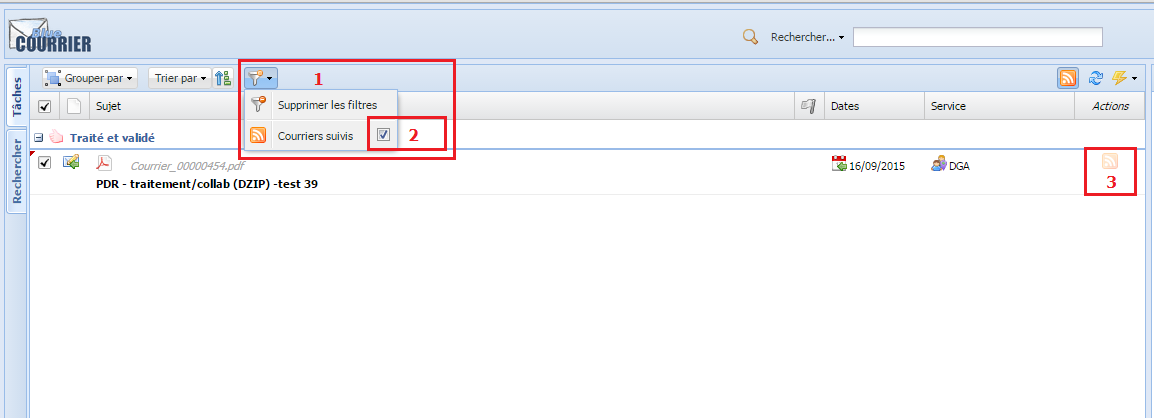 Blue
COURRIER
Rechercher...
Tâches
Rechercher
Grouper par
Trier par
1
Supprimer les filtres
Courriers suivis
2
Sujet
Dates
Service
Actions
Traité et validé
Courrier_00000454.pdf
16/09/2015
DGA
3
PDR - traitement/collab (DZIP) -test 39